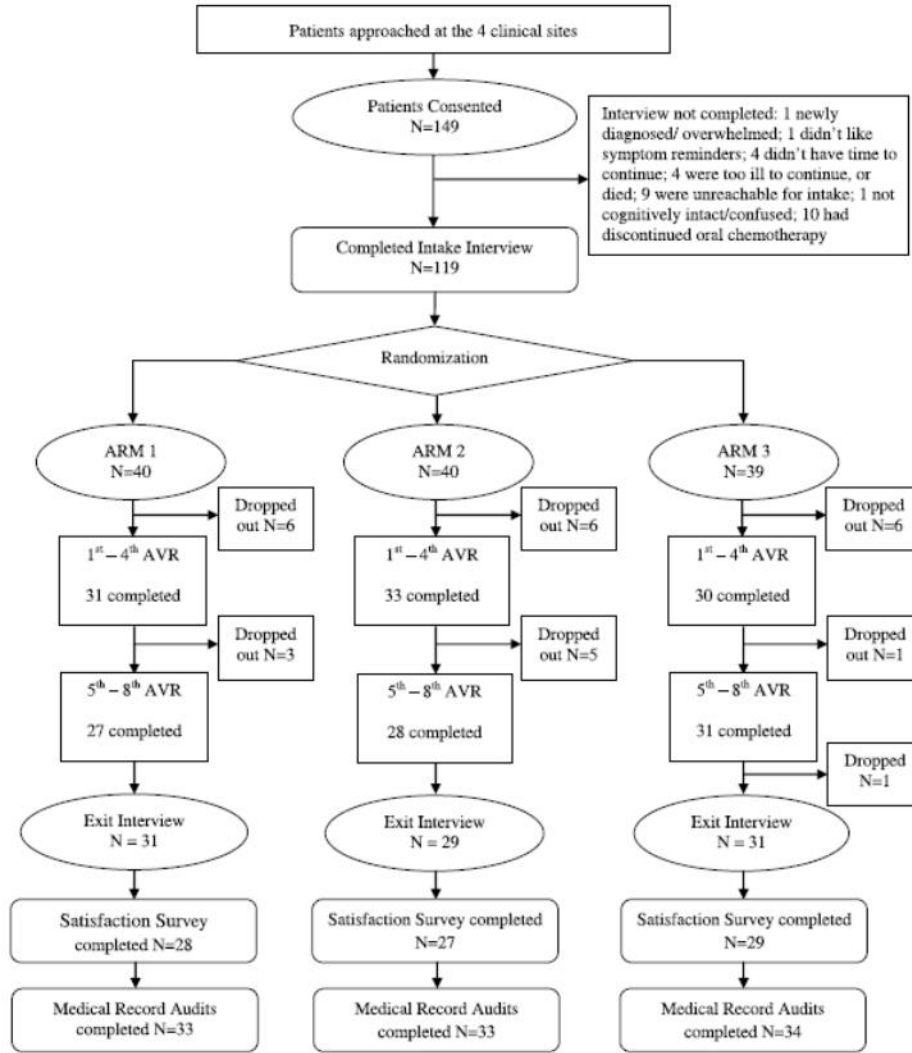 Patients approached at the 4 clinical sites
Patients Consented
N=149
Interview not completed: 1 newly
diagnosed/ overwhelmed; 1 didn't like
symptom reminders; 4 didn't have time to
continue; 4 were too ill to continue, or
died; 9 were unreachable for intake; 1 not
cognitively intact/confused; 10 had
discontinued oral chemotherapy
Completed Intake Interview
N=119
Randomization
ARM 1
N=40
ARM 2
N=40
ARM 3
N=39
Dropped
out N=6
Dropped
out N=6
Dropped
out N=6
1st – 4th AVR
31 completed
1st – 4th AVR
33 completed
1st – 4th AVR
30 completed
Dropped
out N=3
Dropped
out N=5
Dropped
out N=1
5th – 8th AVR
27 completed
5th – 8th AVR
28 completed
5th – 8th AVR
31 completed
Dropped
N=1
Exit Interview
N = 31
Exit Interview
N = 29
Exit Interview
N = 31
Satisfaction Survey
completed N=28
Satisfaction Survey completed
N=27
Satisfaction Survey completed
N=29
Medical Record Audits
completed N=33
Medical Record Audits
completed N=33
Medical Record Audits
completed N=34